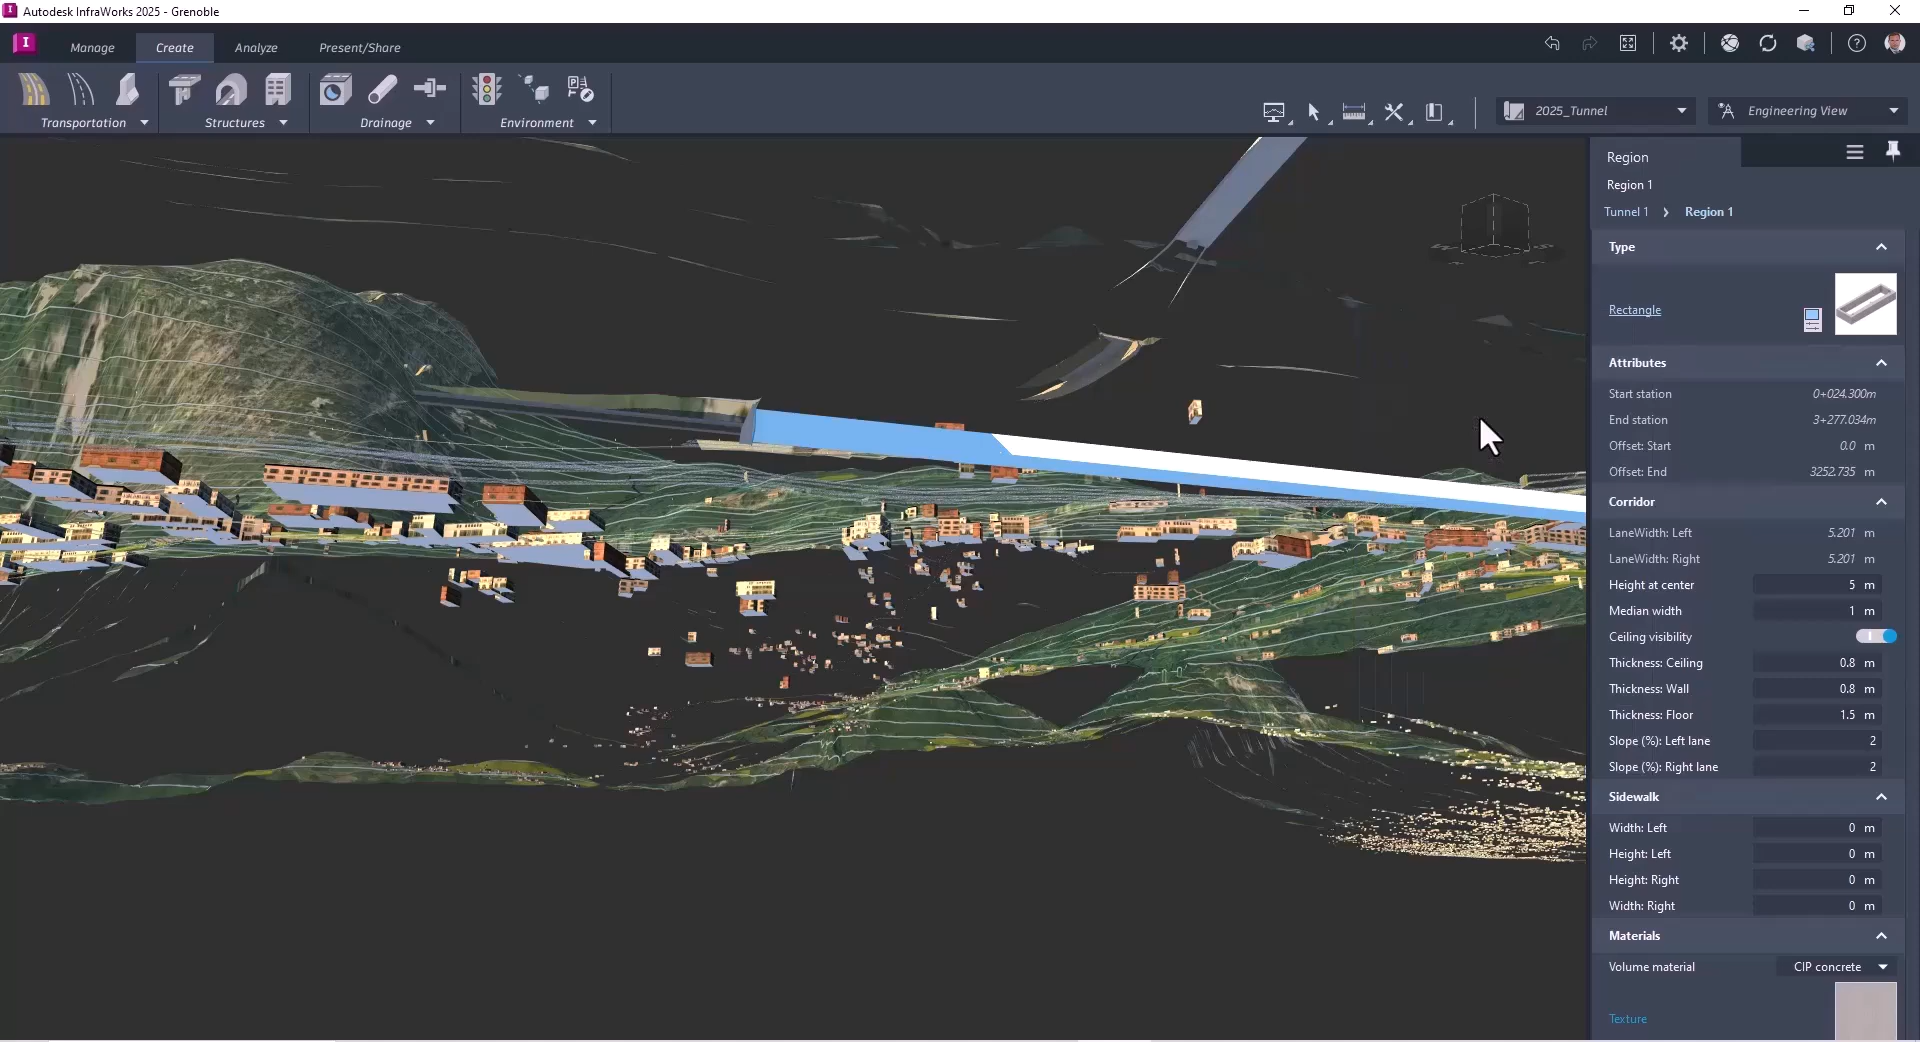 Autodesk InfraWorks 2025 - Grenoble
I
Manage
Create
Analyze
Present/Share
Transportation
Structures
Drainage
Environment
2025_Tunnel
Engineering View
Region
Region 1
Tunnel 1 Region 1
Type
Rectangle
Attributes
Start station 0+024.300m
End station 3+277.034m
Offset: Start 0.0 m
Offset: End 3252.735 m
Corridor
LaneWidth: Left 5.201 m
LaneWidth: Right 5.201 m
Height at center 5 m
Median width 1 m
Ceiling visibility
Thickness: Ceiling 0.8 m
Thickness: Wall 0.8 m
Thickness: Floor 1.5 m
Slope (%): Left lane 2
Slope (%): Right lane 2
Sidewalk
Width: Left 0 m
Height: Left 0 m
Height: Right 0 m
Width: Right 0 m
Materials
Volume material CIP concrete
Texture